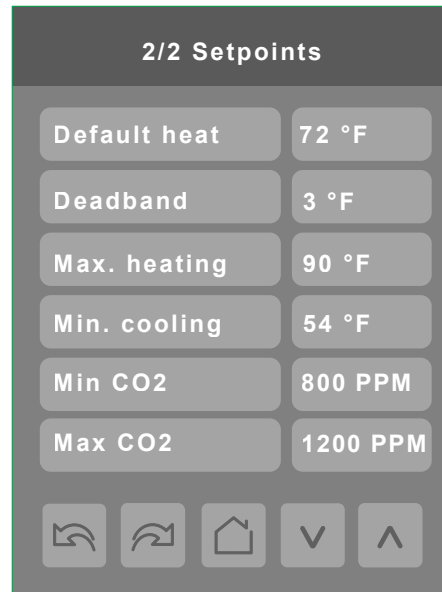 2/2 Setpoints
Default heat 72 °F
Deadband 3 °F
Max. heating 90 °F
Min. cooling 54 °F
Min CO2 800 PPM
Max CO2 1200 PPM